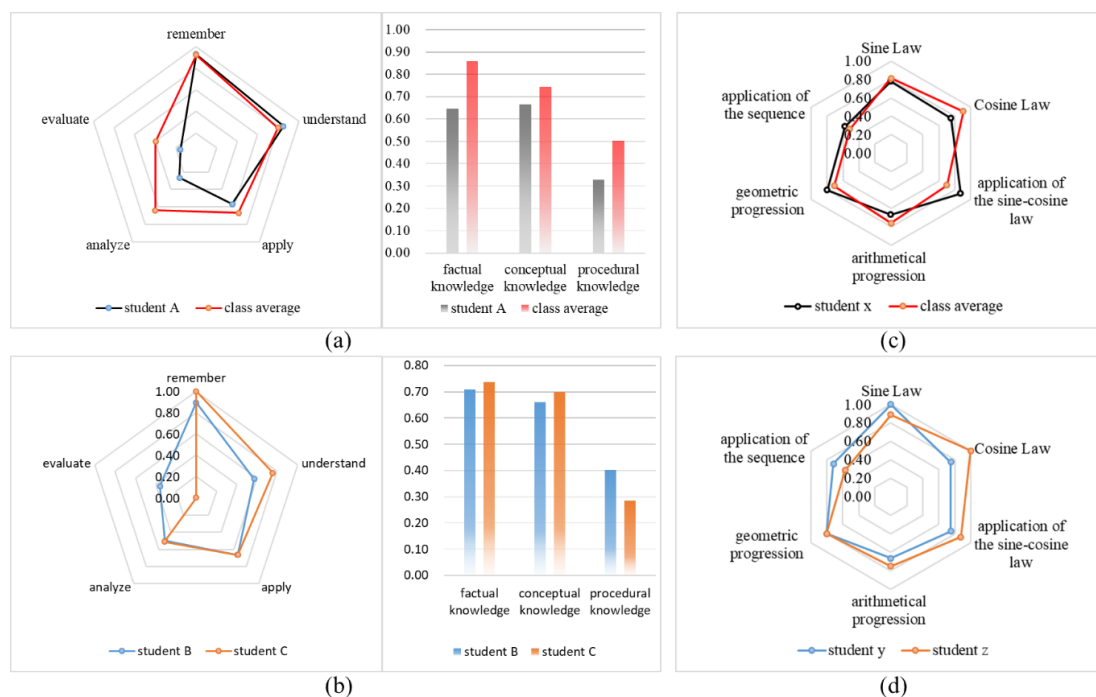 remember
evaluate
understand
analyze
apply
student A
class average
1.00
0.90
0.80
0.70
0.60
0.50
0.40
0.30
0.20
0.10
0.00
factual
knowledge
conceptual
knowledge
procedural
knowledge
student A
class average
(a)
Sine Law
1.00
0.80
0.60
0.40
0.20
0.00
application of
the sequence
Cosine Law
geometric
progression
application of
the sine-cosine
law
arithmetical
progression
student x
class average
(c)
remember
1.00
0.80
0.60
0.40
0.20
0.00
evaluate
understand
analyze
apply
student B
student C
0.80
0.70
0.60
0.50
0.40
0.30
0.20
0.10
0.00
factual
knowledge
conceptual
knowledge
procedural
knowledge
student B
student C
(b)
Sine Law
1.00
0.80
0.60
0.40
0.20
0.00
application of
the sequence
Cosine Law
geometric
progression
application of
the sine-cosine
law
arithmetical
progression
student y
student z
(d)